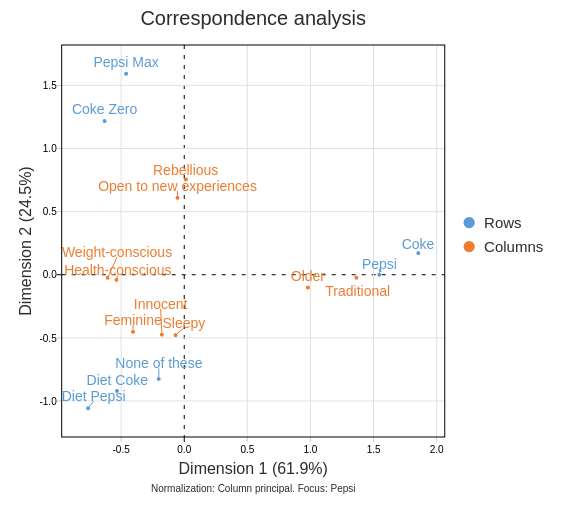 Correspondence analysis
Pepsi Max
1.5
Coke Zero
1.0
Rebellious
Open to new experiences
0.5
Coke
Rows
Weight-conscious
Pepsi
Columns
Health-conscious
0.0
Older
Traditional
Innocent
Feminine
Sleepy
-0.5
None of these
Diet Coke
Diet Pepsi
-1.0
Dimension 2 (24.5%)
-0.5 0.0 0.5 1.0 1.5 2.0
Dimension 1 (61.9%)
Normalization: Column principal. Focus: Pepsi